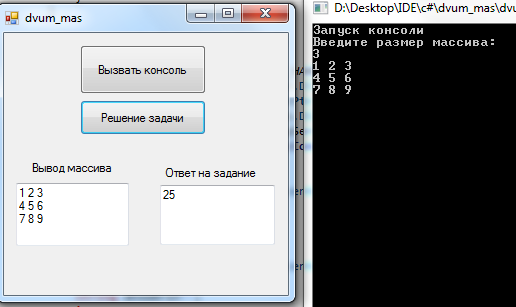 dvum_mas
Вызвать консоль
Решение задачи
Вывод массива
1 2 3
4 5 6
7 8 9
Ответ на задание
25
D:\Desktop\IDE\c#\dvum_mas\dvu
Запуск консоли
Введите размер массива:
3
1 2 3
4 5 6
7 8 9